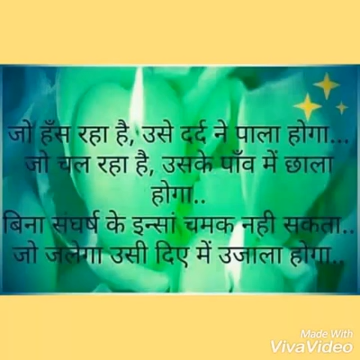 जो हँस रहा है, उसे दर्द ने पाला होगा...
जो चल रहा है, उसके पाँव में छाला
होगा..
बिना संघर्ष के इन्सां चमक नही सकता..
जो जलेगा उसी दिए में उजाला होगा..
Made With
VivaVideo